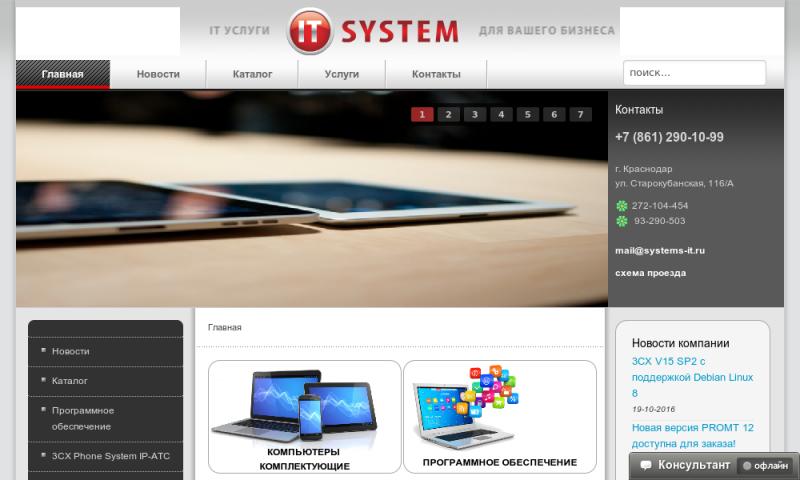 IT УСЛУГИ
IT SYSTEM
ДЛЯ ВАШЕГО БИЗНЕСА
Главная
Новости
Каталог
Услуги
Контакты
поиск...
1 2 3 4 5 6 7
Контакты
+7 (861) 290-10-99
г. Краснодар
ул. Старокубанская, 116/А
272-104-454
93-290-503
mail@systems-it.ru
схема проезда
Новости
Каталог
Программное
обеспечение
3CX Phone System IP-АТС
Главная
КОМПЬЮТЕРЫ
КОМПЛЕКТУЮЩИЕ
ПРОГРАММНОЕ ОБЕСПЕЧЕНИЕ
Новости компании
3CX V15 SP2 с
поддержкой Debian Linux
8
19-10-2016
Новая версия PROMT 12
доступна для заказа!
Консультант
офлайн